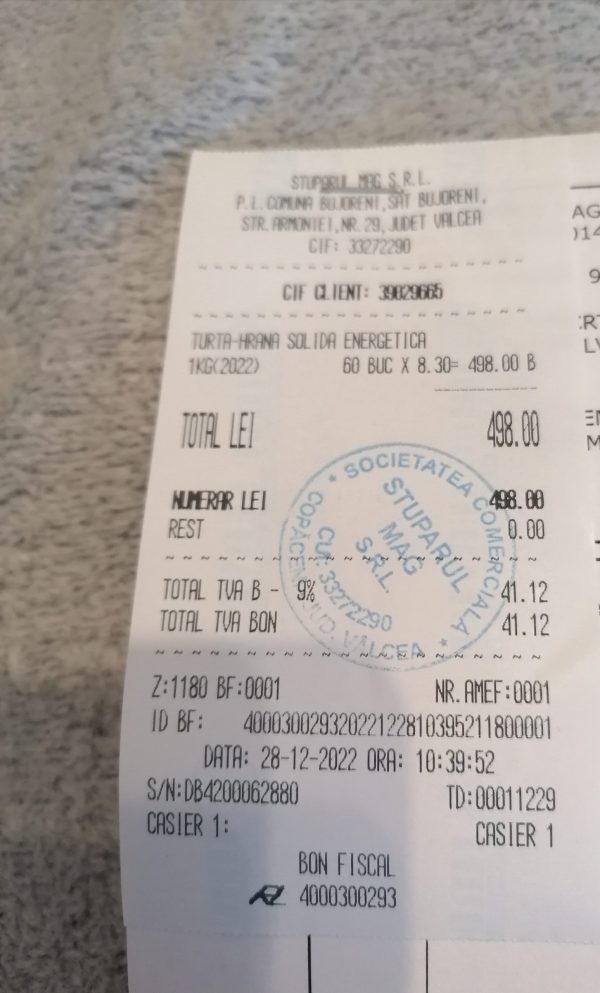 STUPARUL MAG S.R.L.
P.L. COMUNA BUJORENI, SAT BUJORENI,
STR. ARMONIEI, NR. 29, JUDET VALCEA
CIF: 33272290
CIF CLIENT: 39829665
TURTA-HRANA SOLIDA ENERGETICA
1KG(2022) 60 BUC X 8.30= 498.00 B
TOTAL LEI 498.00
NUMERAR LEI 498.00
REST 0.00
TOTAL TVA B - 9% 41.12
TOTAL TVA BON 41.12
* SOCIETATEA COMERCIALA *
STUPARUL
MAG
S.R.L.
CUI: 33272290
JUD. VALCEA
Z:1180 BF:0001 NR.AMEF:0001
ID BF: 40003002932022122810395211800001
DATA: 28-12-2022 ORA: 10:39:52
S/N:DB4200062880 TD:00011229
CASIER 1: CASIER 1
BON FISCAL
4000300293
AG